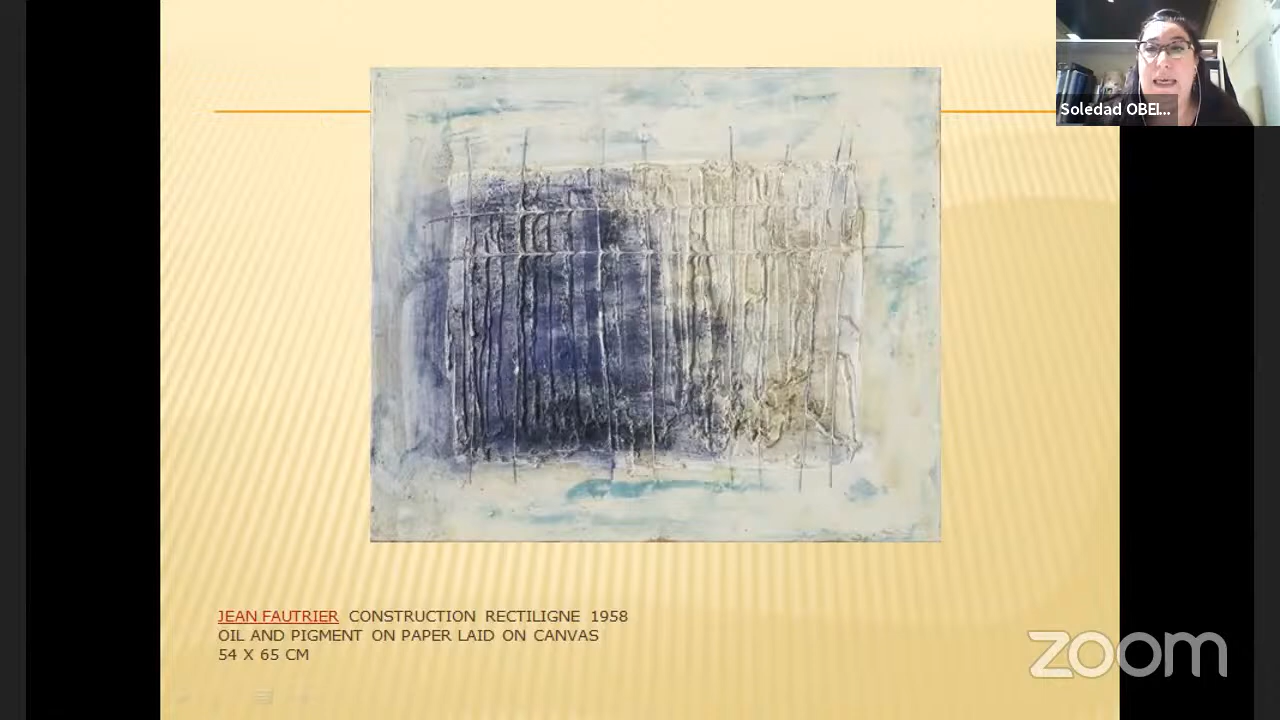 Soledad OBEI...
JEAN FAUTRIER CONSTRUCTION RECTILIGNE 1958
OIL AND PIGMENT ON PAPER LAID ON CANVAS
54 X 65 CM
zoom